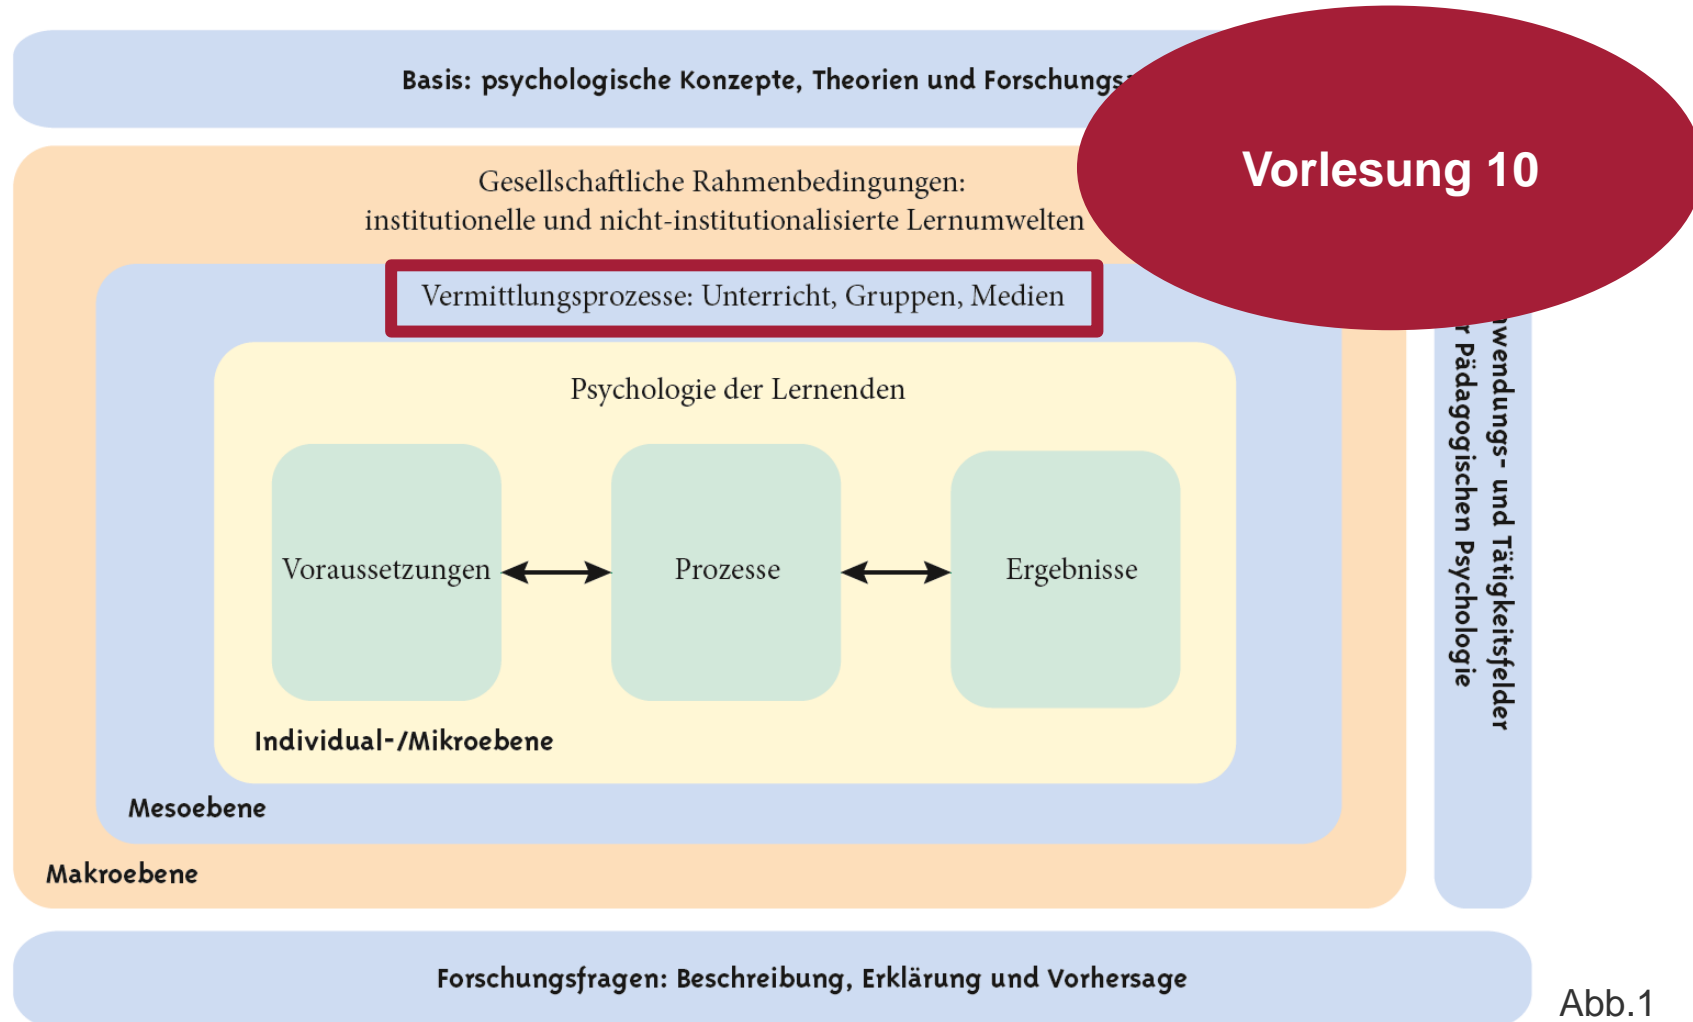 Basis: psychologische Konzepte, Theorien und
Vorlesung 10
Gesellschaftliche Rahmenbedingungen:
institutionelle und nicht-institutionalisierte Lernumwelten
Vermittlungsprozesse: Unterricht, Gruppen, Medien
Psychologie der Lernenden
Voraussetzungen
Prozesse
Ergebnisse
Individual-/Mikroebene
Mesoebene
Makroebene
und Tätigkeitsfelder
Pädagogischen Psychologie
Forschungsfragen: Beschreibung, Erklärung und Vorhersage
Abb.1